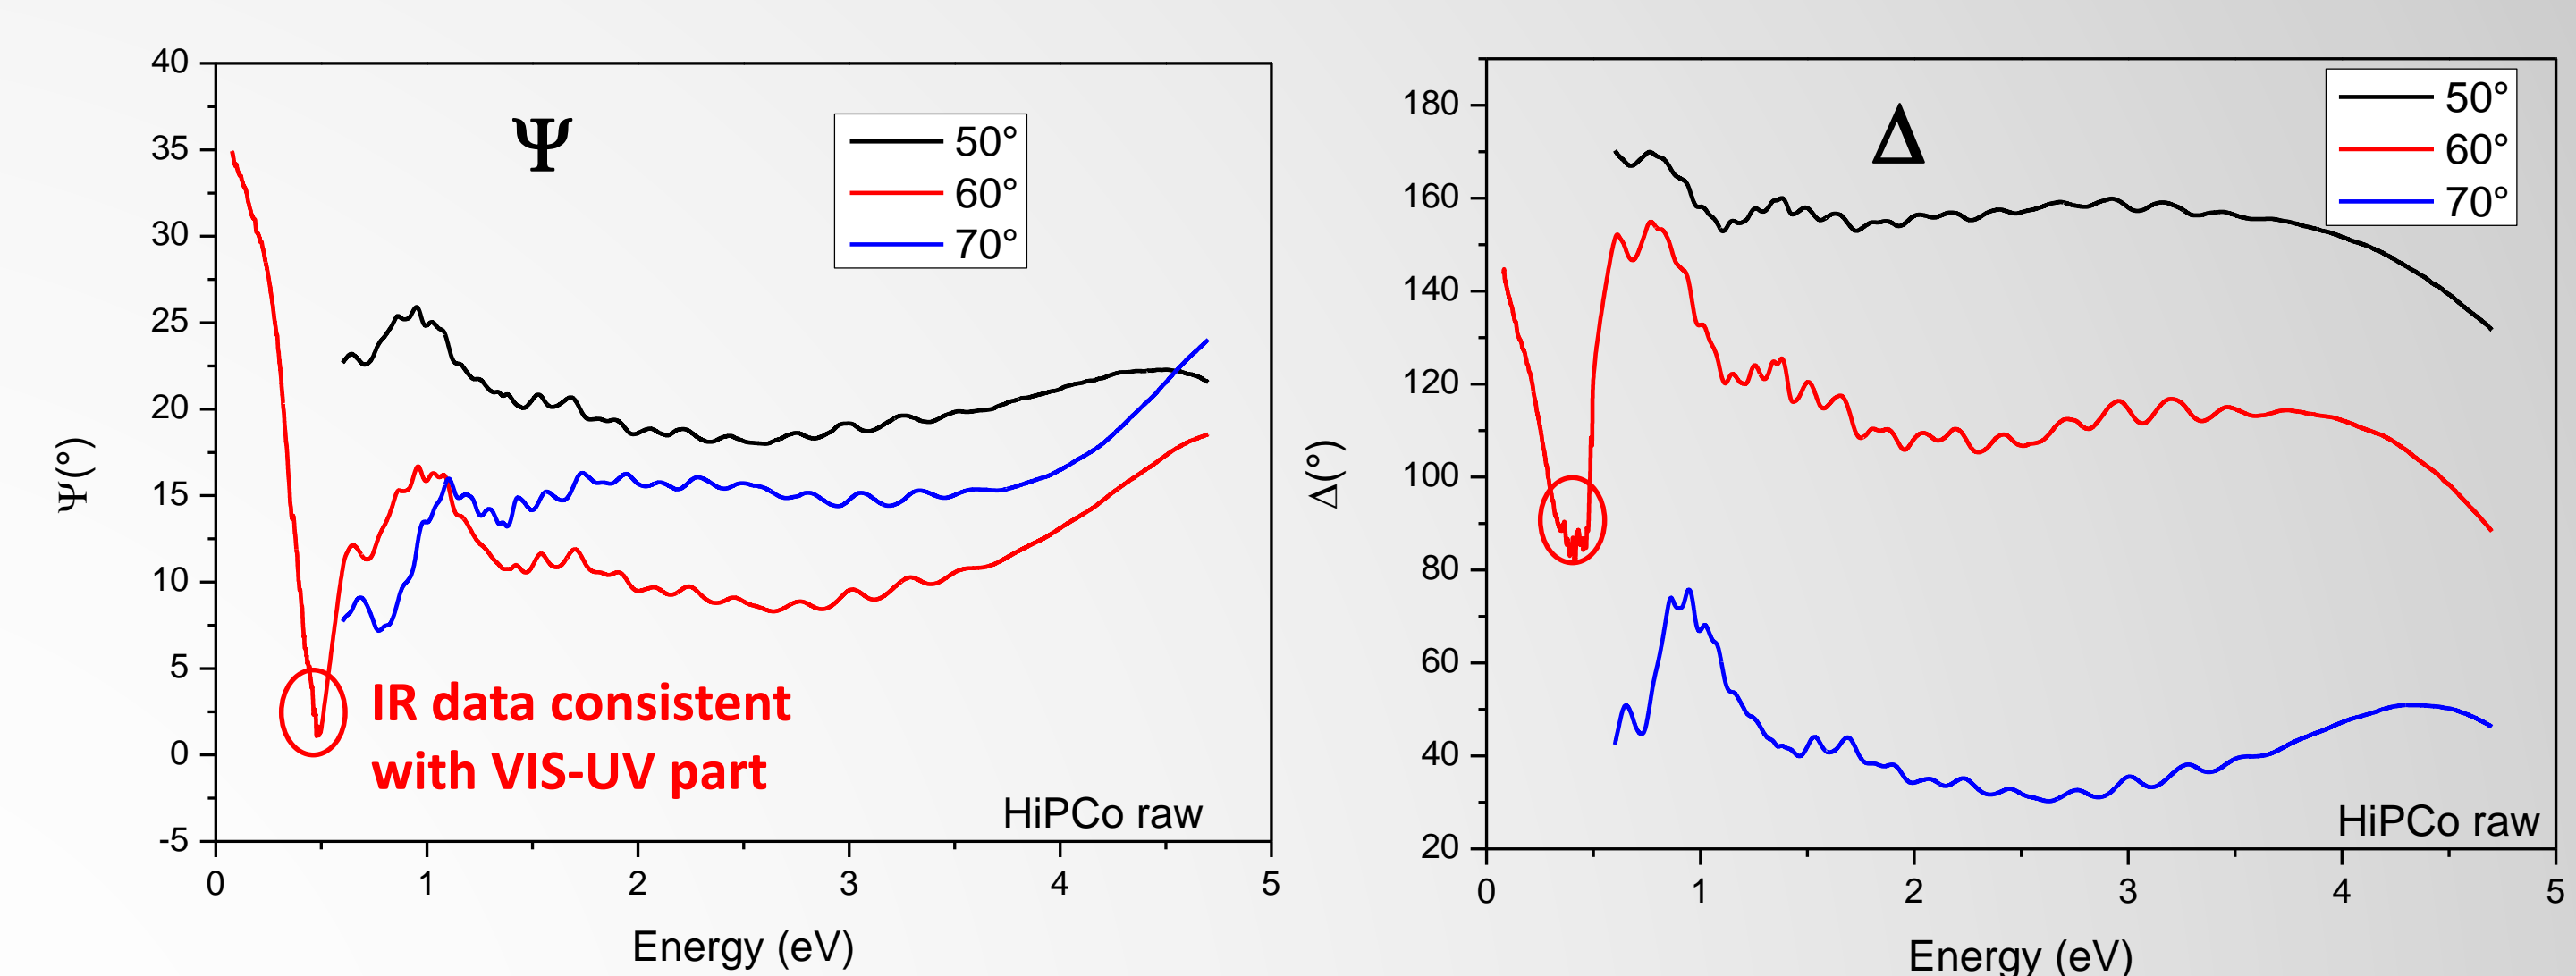 40
35
30
25
20
15
10
5
0
-5
0 1 2 3 4 5
Ψ(°)
Energy (eV)
Ψ
50°
60°
70°
IR data consistent
with VIS-UV part
HiPCo raw
180
160
140
120
100
80
60
40
20
0 1 2 3 4 5
Δ(°)
Energy (eV)
Δ
50°
60°
70°
HiPCo raw